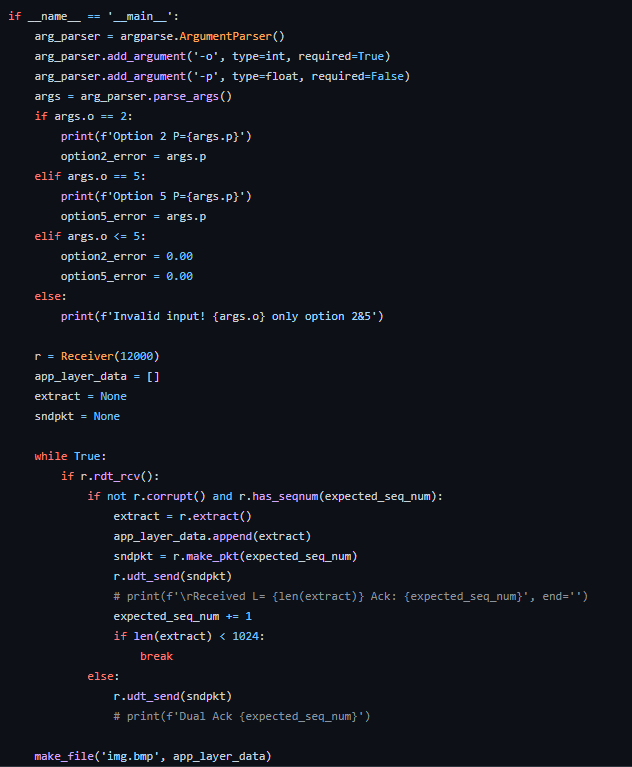 if __name__ == '__main__':
    arg_parser = argparse.ArgumentParser()
    arg_parser.add_argument('-o', type=int, required=True)
    arg_parser.add_argument('-p', type=float, required=False)
    args = arg_parser.parse_args()
    if args.o == 2:
        print(f'Option 2 P={args.p}')
        option2_error = args.p
    elif args.o == 5:
        print(f'Option 5 P={args.p}')
        option5_error = args.p
    elif args.o <= 5:
        option2_error = 0.00
        option5_error = 0.00
    else:
        print(f'Invalid input! {args.o} only option 2&5')

    r = Receiver(12000)
    app_layer_data = []
    extract = None
    sndpkt = None

    while True:
        if r.rdt_rcv():
            if not r.corrupt() and r.has_seqnum(expected_seq_num):
                extract = r.extract()
                app_layer_data.append(extract)
                sndpkt = r.make_pkt(expected_seq_num)
                r.udt_send(sndpkt)
                # print(f'\rReceived L= {len(extract)} Ack: {expected_seq_num}', end='')
                expected_seq_num += 1
                if len(extract) < 1024:
                    break
            else:
                r.udt_send(sndpkt)
                # print(f'Dual Ack {expected_seq_num}')

    make_file('img.bmp', app_layer_data)